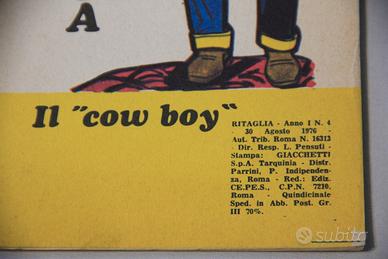 A
Il "cow boy"
RITAGLIA - Anno I N. 4
- 30 Agosto 1976 -
Aut. Trib. Roma N. 16313
- Dir. Resp. L. Pensuti -
Stampa: GIACCHETTI
S.p.A. Tarquinia - Distr.
Parrini, P. Indipenden-
za, Roma - Red.: Ediz.
CE.PE.S., C.P.N. 7210,
Roma - Quindicinale
Sped. in Abb. Post. Gr.
III 70%.
subito